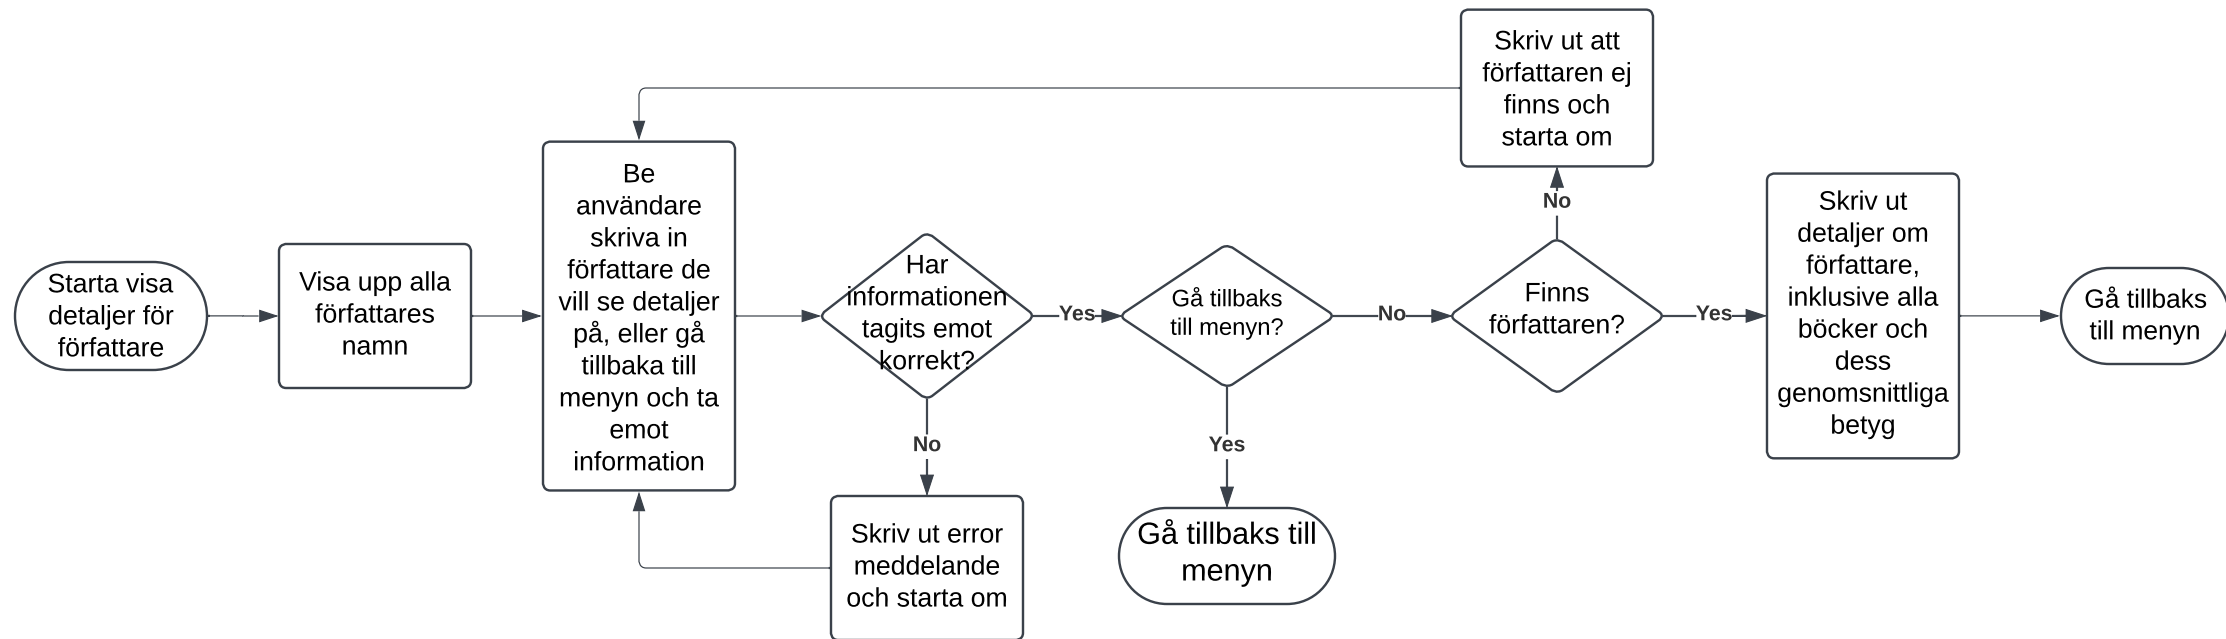 Starta visa
detaljer för
författare
Visa upp alla
författares
namn
Be
användare
skriva in
författare de
vill se detaljer
på, eller gå
tillbaka till
menyn och ta
emot
information
Har
informationen
tagits emot
korrekt?
No
Skriv ut error
meddelande
och starta om
Yes
Gå tillbaks
till menyn?
Yes
Gå tillbaks till
menyn
No
Finns
författaren?
No
Skriv ut att
författaren ej
finns och
starta om
Yes
Skriv ut
detaljer om
författare,
inklusive alla
böcker och
dess
genomsnittliga
betyg
Gå tillbaks
till menyn